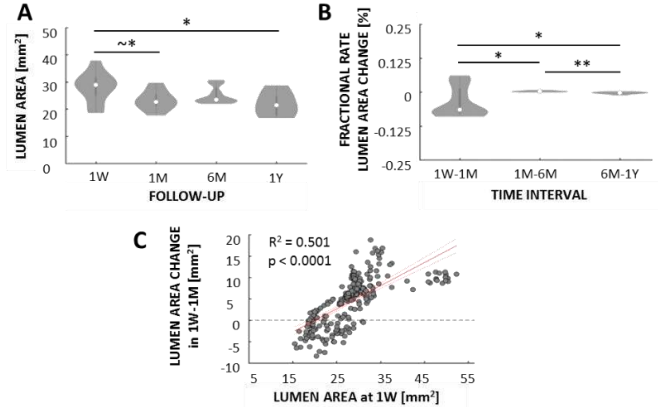 A
LUMEN AREA [mm²]
50
40
30
20
10
0
*
~*
1W
1M
6M
1Y
FOLLOW-UP
B
FRACTIONAL RATE
LUMEN AREA CHANGE [%]
0.25
0.125
0
-0.125
-0.25
*
*
**
1W-1M
1M-6M
6M-1Y
TIME INTERVAL
C
LUMEN AREA CHANGE
in 1W-1M [mm²]
20
15
10
5
0
-5
-10
R² = 0.501
p < 0.0001
5
15
25
35
45
55
LUMEN AREA at 1W [mm²]